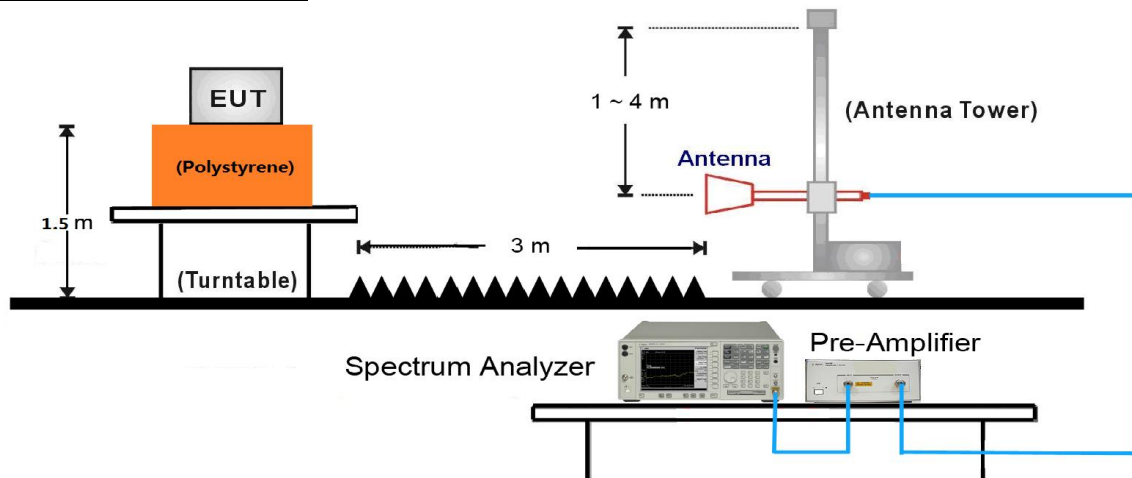 EUT
1 ~ 4 m
(Antenna Tower)
(Polystyrene)
Antenna
1.5 m
3 m
(Turntable)
Spectrum Analyzer
Pre-Amplifier